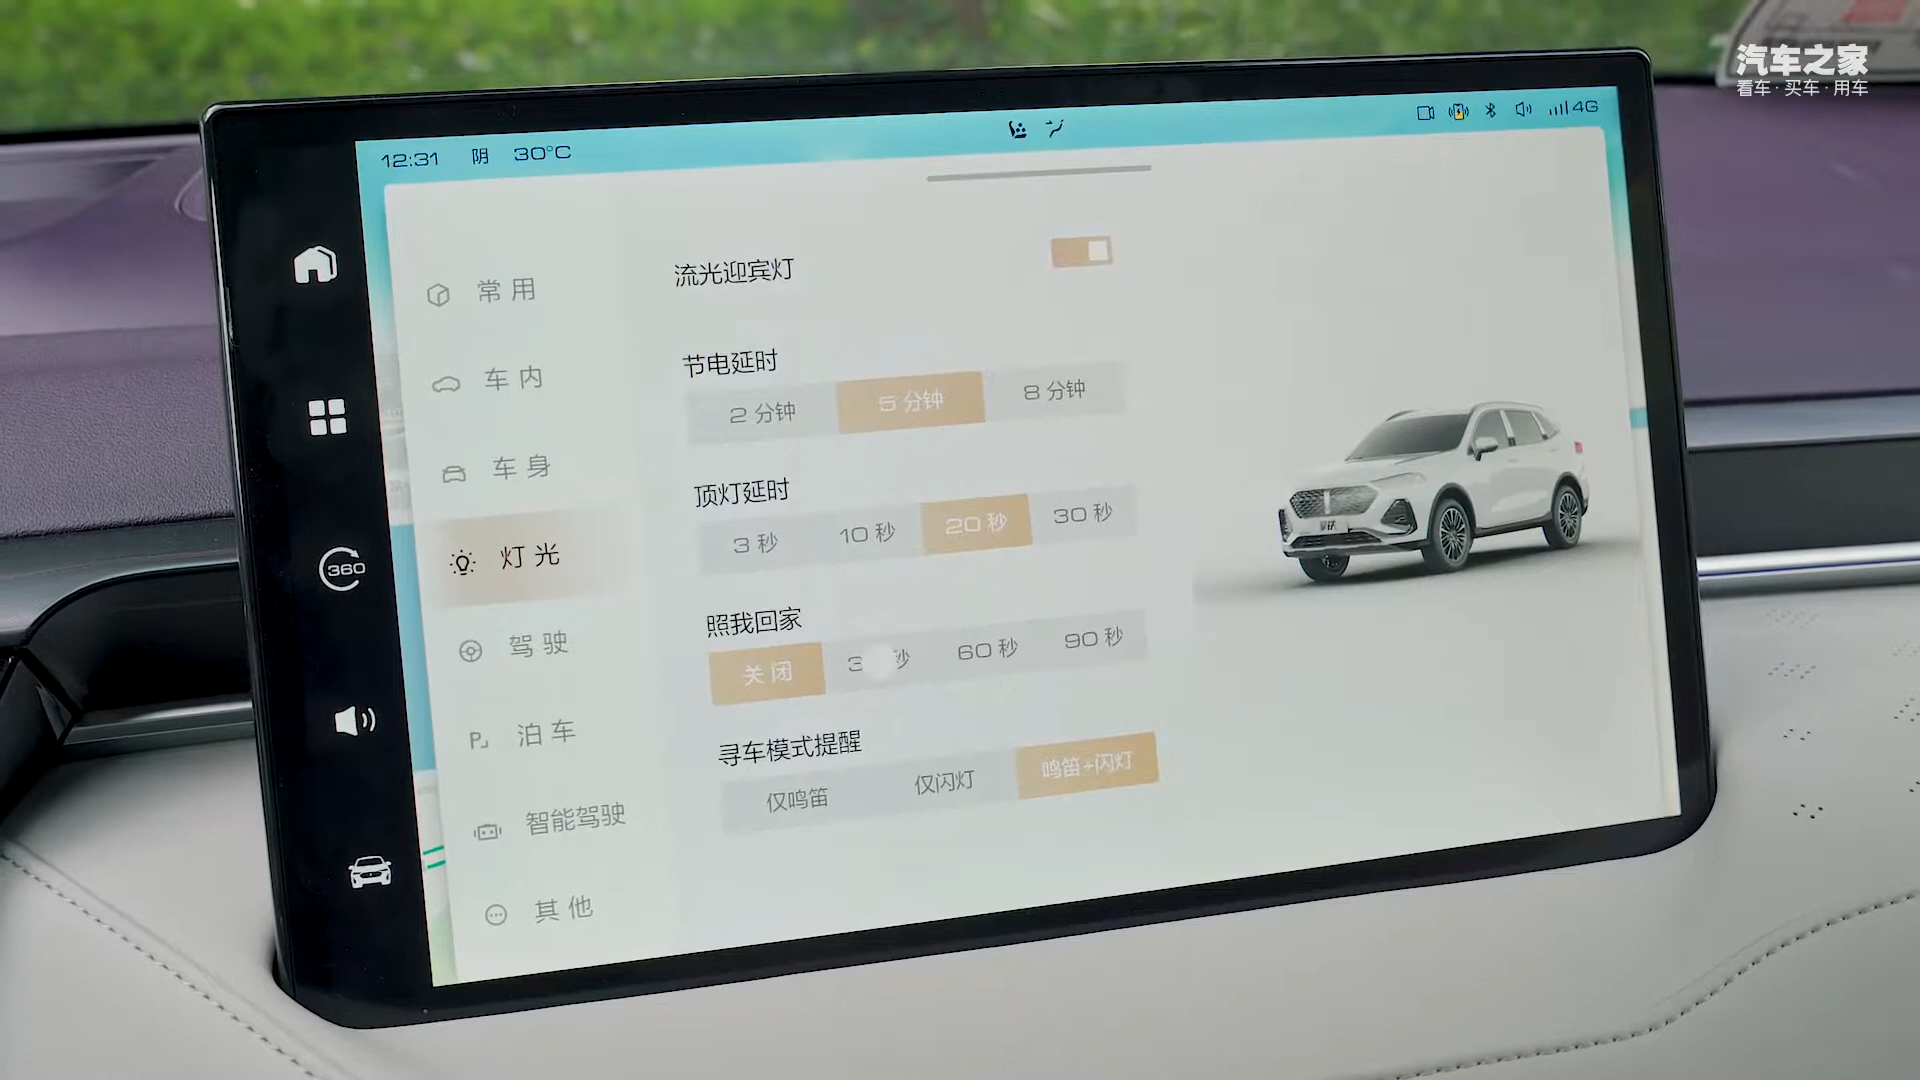 汽车之家
看车·买车·用车
12:31 阴 30°C
4G
常用
车内
车身
灯光
驾驶
泊车
智能驾驶
其他
360
流光迎宾灯
节电延时
2 分钟 5 分钟 8 分钟
顶灯延时
3 秒 10 秒 20 秒 30 秒
照我回家
关闭 3 秒 60 秒 90 秒
寻车模式提醒
仅鸣笛 仅闪灯 鸣笛+闪灯